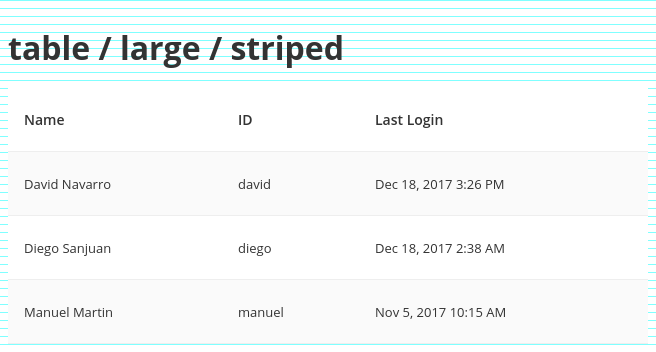 table / large / striped
Name ID Last Login
David Navarro david Dec 18, 2017 3:26 PM
Diego Sanjuan diego Dec 18, 2017 2:38 AM
Manuel Martin manuel Nov 5, 2017 10:15 AM